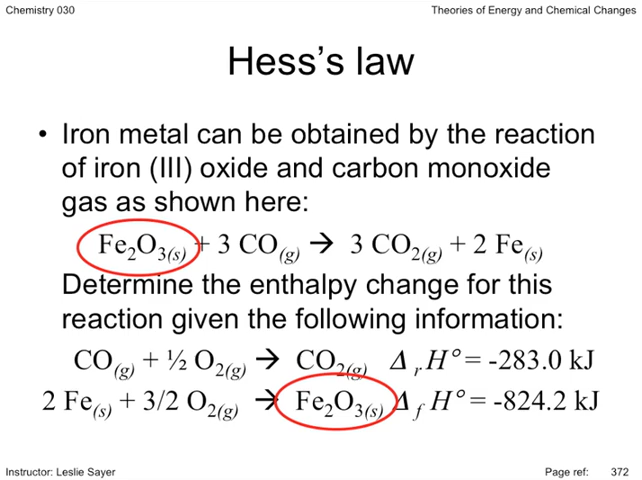 Chemistry 030 Theories of Energy and Chemical Changes
Hess's law
• Iron metal can be obtained by the reaction
of iron (III) oxide and carbon monoxide
gas as shown here:
Fe₂O₃(s) + 3 CO(g) → 3 CO₂(g) + 2 Fe(s)
Determine the enthalpy change for this
reaction given the following information:
CO(g) + ½ O₂(g) → CO₂(g) Δ rH° = -283.0 kJ
2 Fe(s) + 3/2 O₂(g) → Fe₂O₃(s) Δ f H° = -824.2 kJ
Instructor: Leslie Sayer Page ref: 372